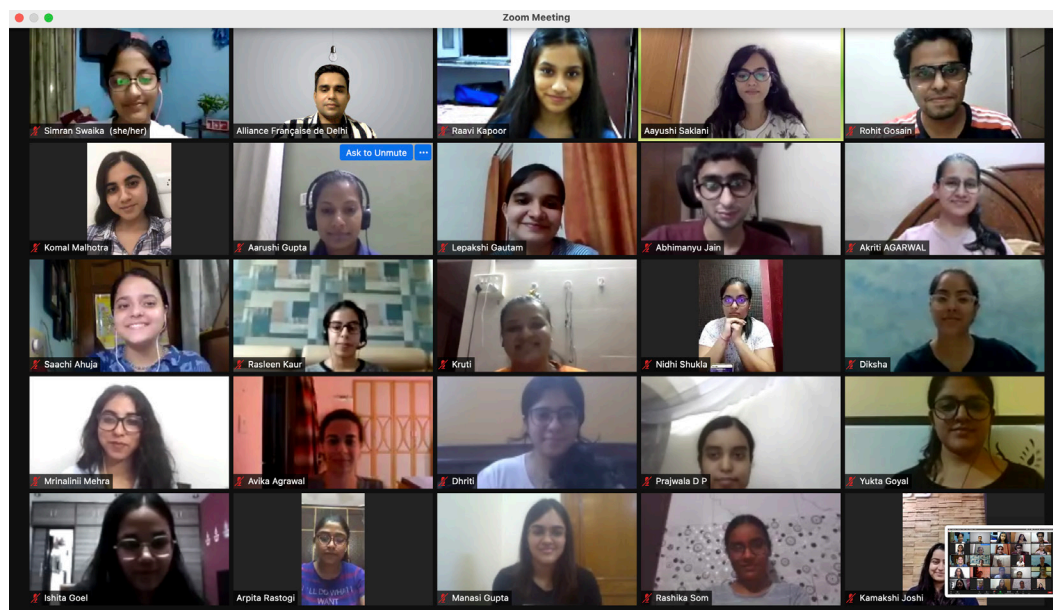 Zoom Meeting
Simran Swaika (she/her)
Alliance Française de Delhi
Raavi Kapoor
Aayushi Saklani
Rohit Gosain
Komal Malhotra
Ask to Unmute
Aarushi Gupta
Lepakshi Gautam
Abhimanyu Jain
Akriti AGARWAL
Saachi Ahuja
Rasleen Kaur
Kruti
Nidhi Shukla
Diksha
Mrinalinii Mehra
Avika Agrawal
Dhriti
Prajwala D P
Yukta Goyal
Ishita Goel
Arpita Rastogi
WANT
Manasi Gupta
Rashika Som
Kamakshi Joshi